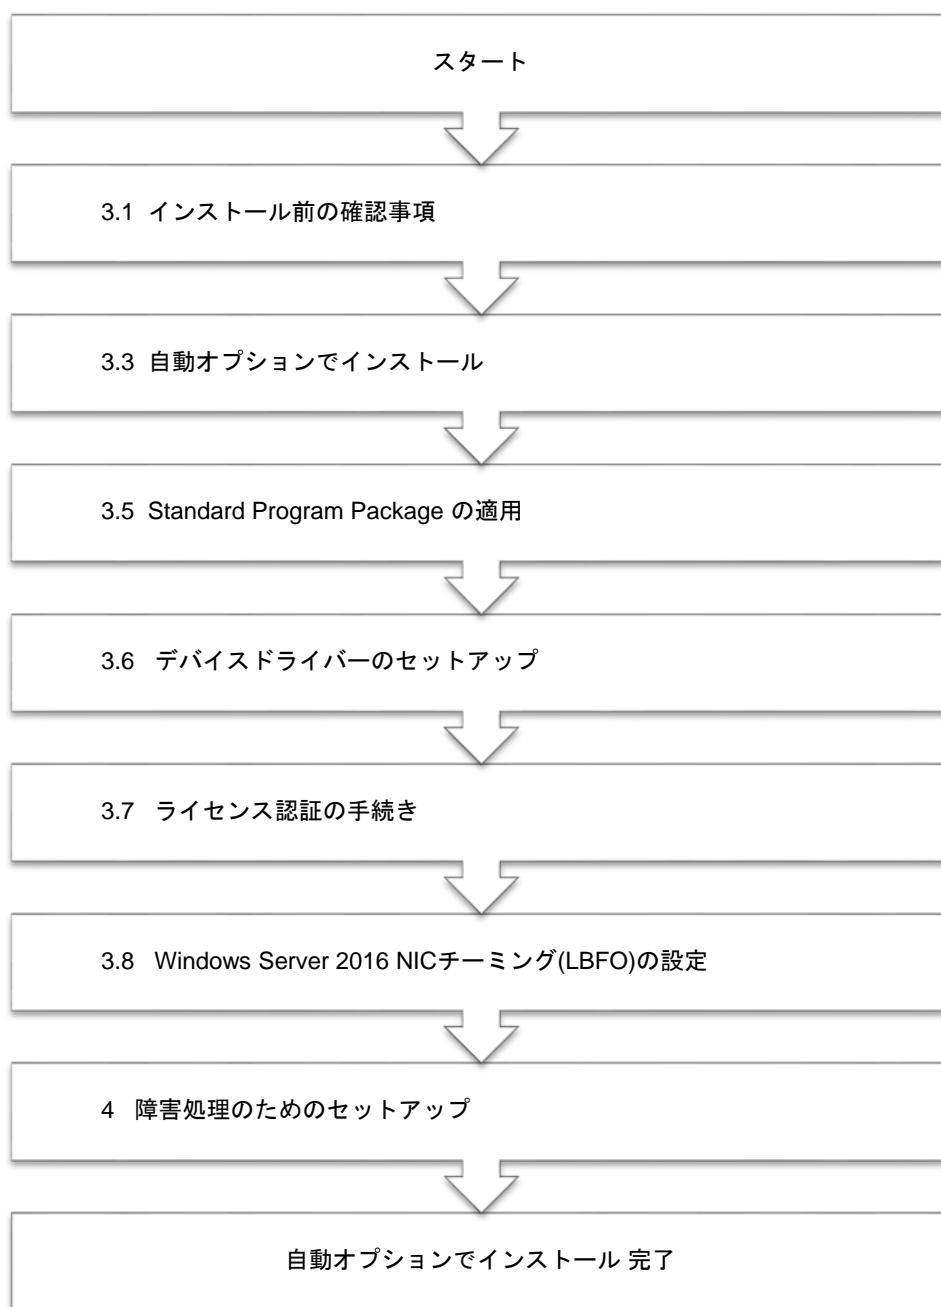 スタート
3.1 インストール前の確認事項
3.3 自動オプションでインストール
3.5 Standard Program Package の適用
3.6 デバイスドライバーのセットアップ
3.7 ライセンス認証の手続き
3.8 Windows Server 2016 NICチーミング(LBFO)の設定
4 障害処理のためのセットアップ
自動オプションでインストール 完了